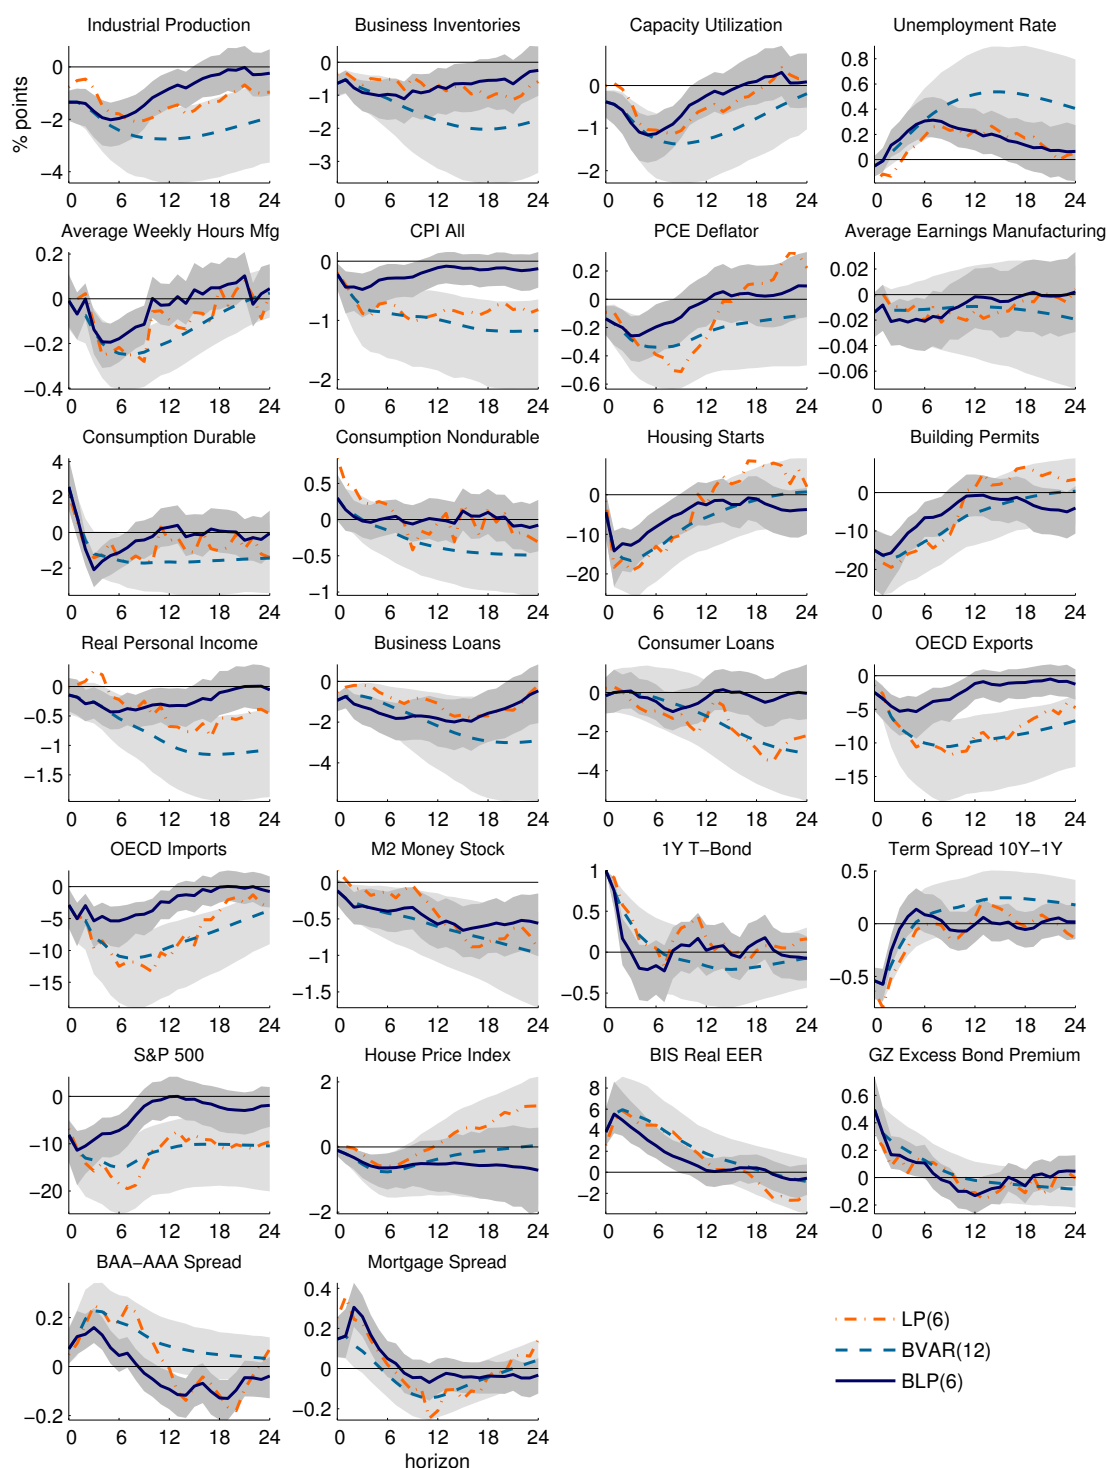 Industrial Production
Business Inventories
Capacity Utilization
Unemployment Rate
% points
0
−2
−4
0 6 12 18 24
0
−1
−2
−3
0 6 12 18 24
0
−1
−2
0 6 12 18 24
0.8
0.6
0.4
0.2
0
0 6 12 18 24
Average Weekly Hours Mfg
CPI All
PCE Deflator
Average Earnings Manufacturing
0.2
0
−0.2
−0.4
0 6 12 18 24
0
−1
−2
0 6 12 18 24
0.2
0
−0.2
−0.4
−0.6
0 6 12 18 24
0.02
0
−0.02
−0.04
−0.06
0 6 12 18 24
Consumption Durable
Consumption Nondurable
Housing Starts
Building Permits
4
2
0
−2
0 6 12 18 24
0.5
0
−0.5
−1
0 6 12 18 24
0
−10
−20
0 6 12 18 24
0
−10
−20
0 6 12 18 24
Real Personal Income
Business Loans
Consumer Loans
OECD Exports
0
−0.5
−1
−1.5
0 6 12 18 24
0
−2
−4
0 6 12 18 24
0
−2
−4
0 6 12 18 24
0
−5
−10
−15
0 6 12 18 24
OECD Imports
M2 Money Stock
1Y T−Bond
Term Spread 10Y−1Y
0
−5
−10
−15
0 6 12 18 24
0
−0.5
−1
−1.5
0 6 12 18 24
1
0.5
0
−0.5
0 6 12 18 24
0.5
0
−0.5
0 6 12 18 24
S&P 500
House Price Index
BIS Real EER
GZ Excess Bond Premium
0
−10
−20
0 6 12 18 24
2
0
−2
0 6 12 18 24
8
6
4
2
0
−2
0 6 12 18 24
0.6
0.4
0.2
0
−0.2
0 6 12 18 24
BAA−AAA Spread
Mortgage Spread
0.2
0
−0.2
0 6 12 18 24
0.4
0.2
0
−0.2
0 6 12 18 24
horizon
LP(6)
BVAR(12)
BLP(6)